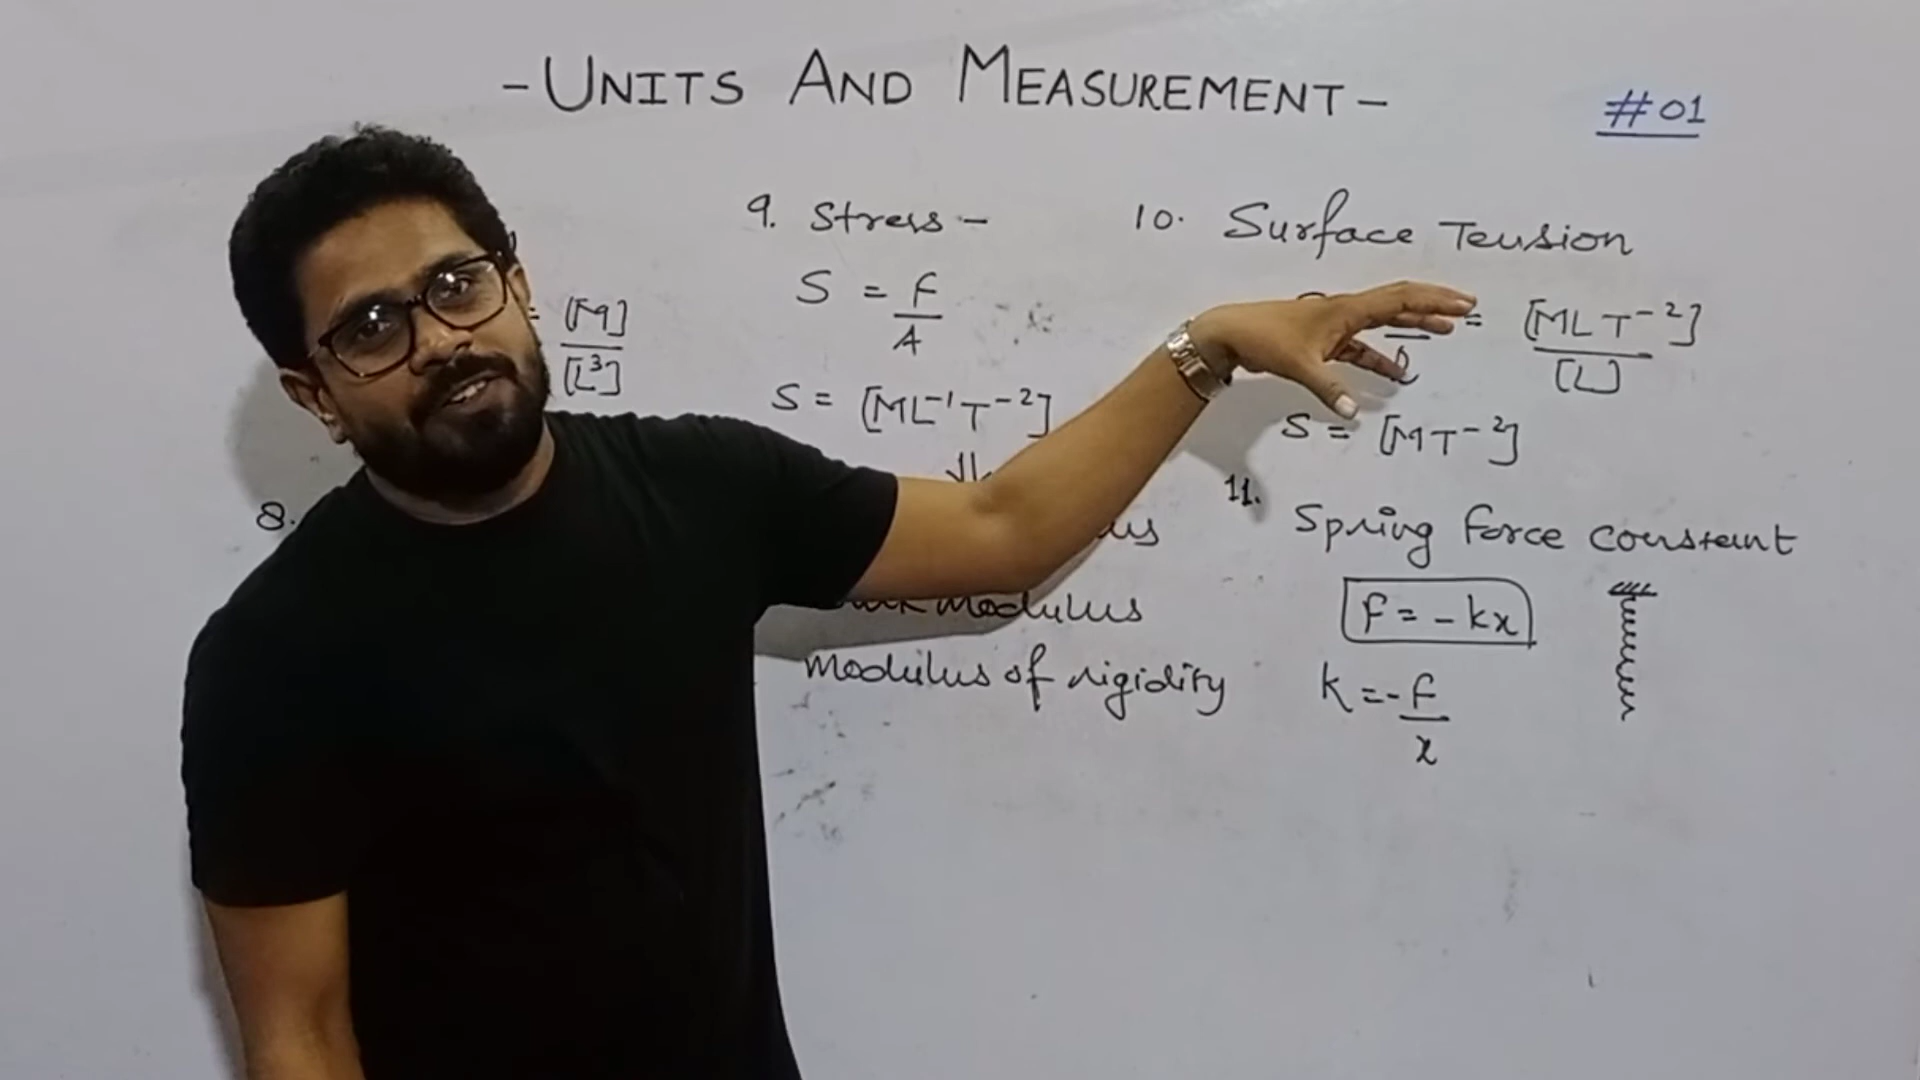 - UNITS AND MEASUREMENT -
#01
= [M]
[L³]
8.
9. Stress -
S = F
A
S = [ML⁻¹T⁻²]
⇓
modulus
modulus of rigidity
10. Surface Tension
= [MLT⁻²]
l [L]
S = [MT⁻²]
11.
Spring force constant
F = - kx
k = - F
x